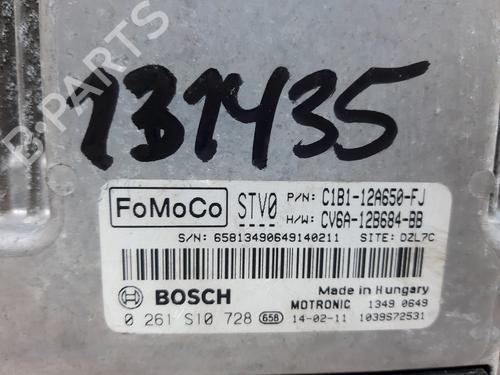 131435
FoMoCo
STV0
P/N: C1B1-12A650-FJ
H/W: CV6A-12B684-BB
S/N: 65813490649140211 SITE: DZL7C
BOSCH
Made in Hungary
MOTRONIC 1349 0649
0 261 S10 728 658 14-02-11 1039S72531
B-PARTS